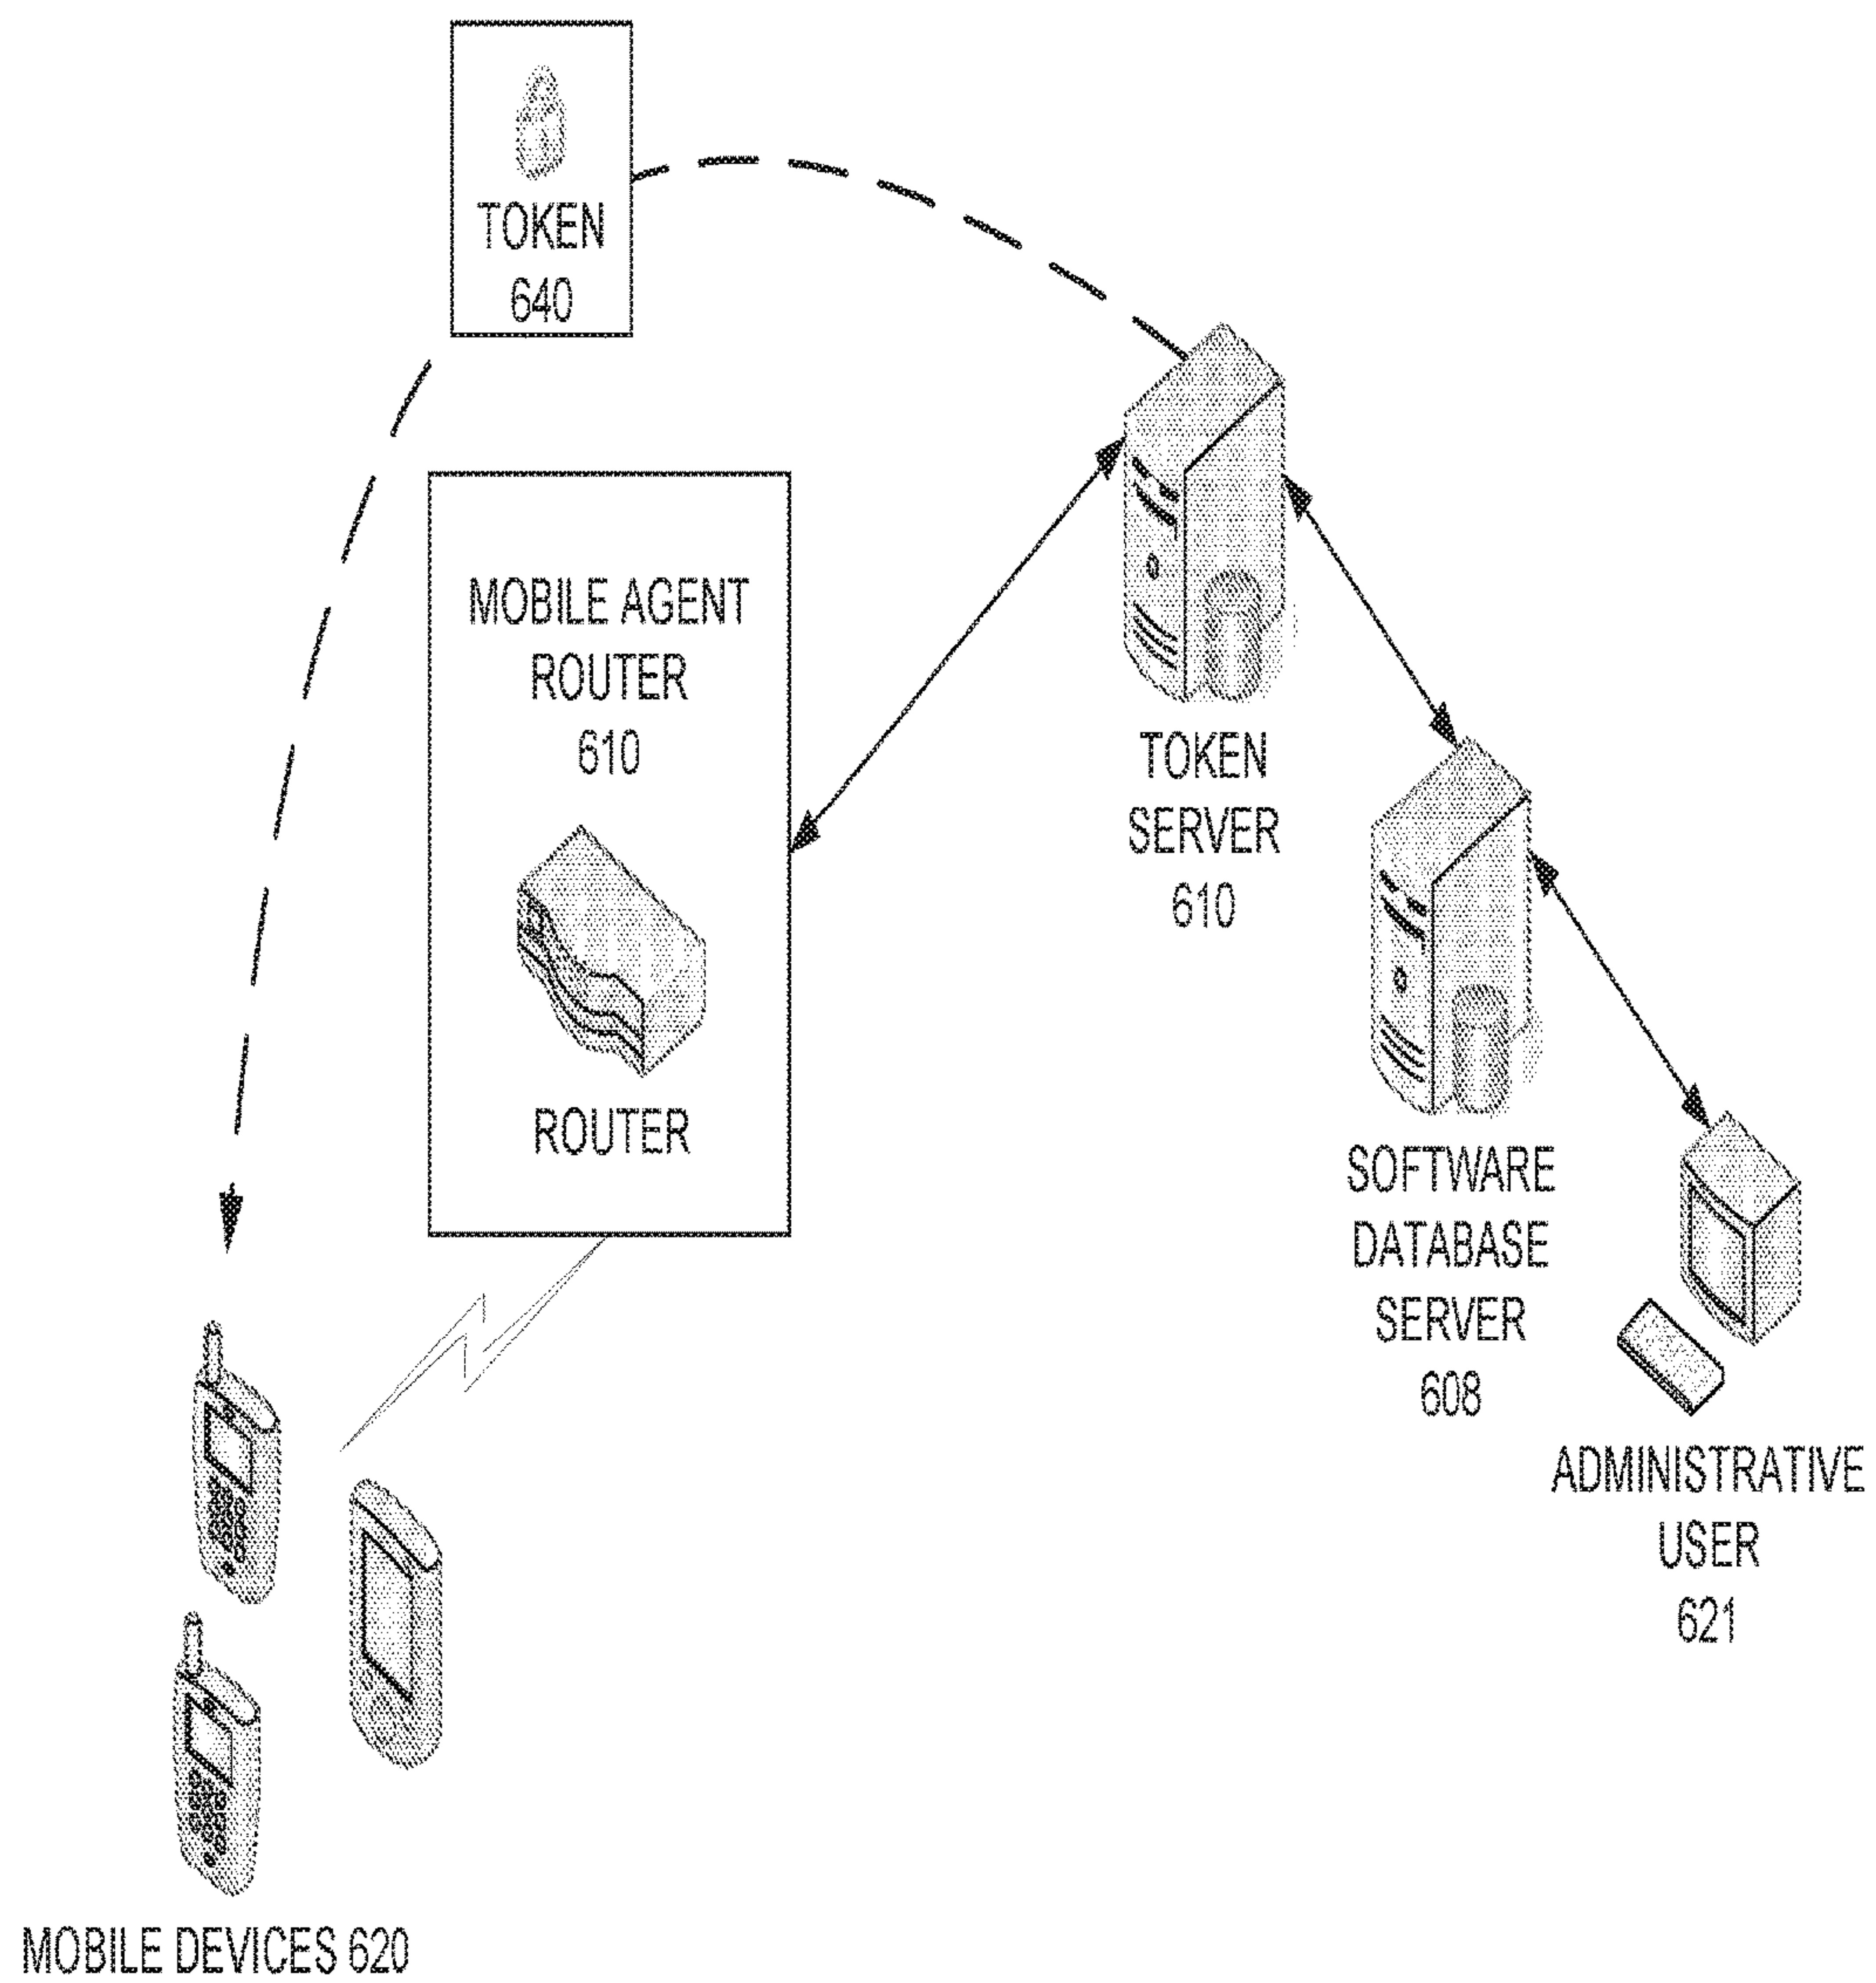 TOKEN
640
MOBILE AGENT
ROUTER
610
ROUTER
TOKEN
SERVER
610
SOFTWARE
DATABASE
SERVER
608
ADMINISTRATIVE
USER
621
MOBILE DEVICES 620